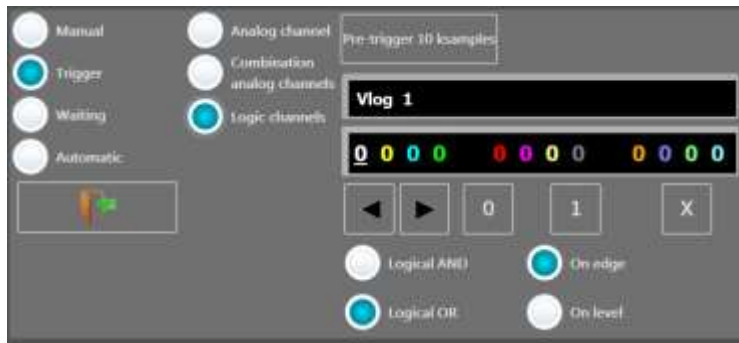 Manual
Trigger
Waiting
Automatic
Analog channel
Combination
analog channels
Logic channels
Pre-trigger 10 ksamples
Vlog 1
0 0 0 0 0 0 0 0 0 0 0 0
0 1 X
Logical AND
Logical OR
On edge
On level